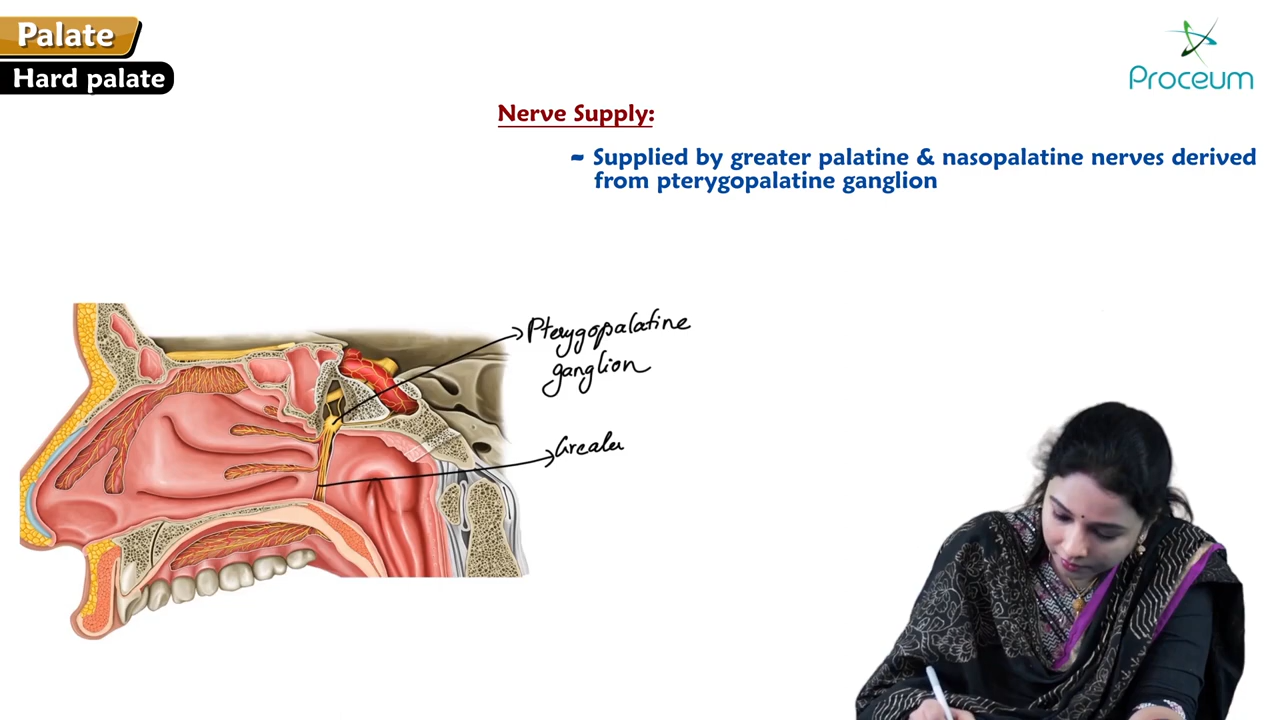 Palate
Hard palate
Proceum
Nerve Supply:
~ Supplied by greater palatine & nasopalatine nerves derived
from pterygopalatine ganglion
Pterygopalatine
ganglion
Greater